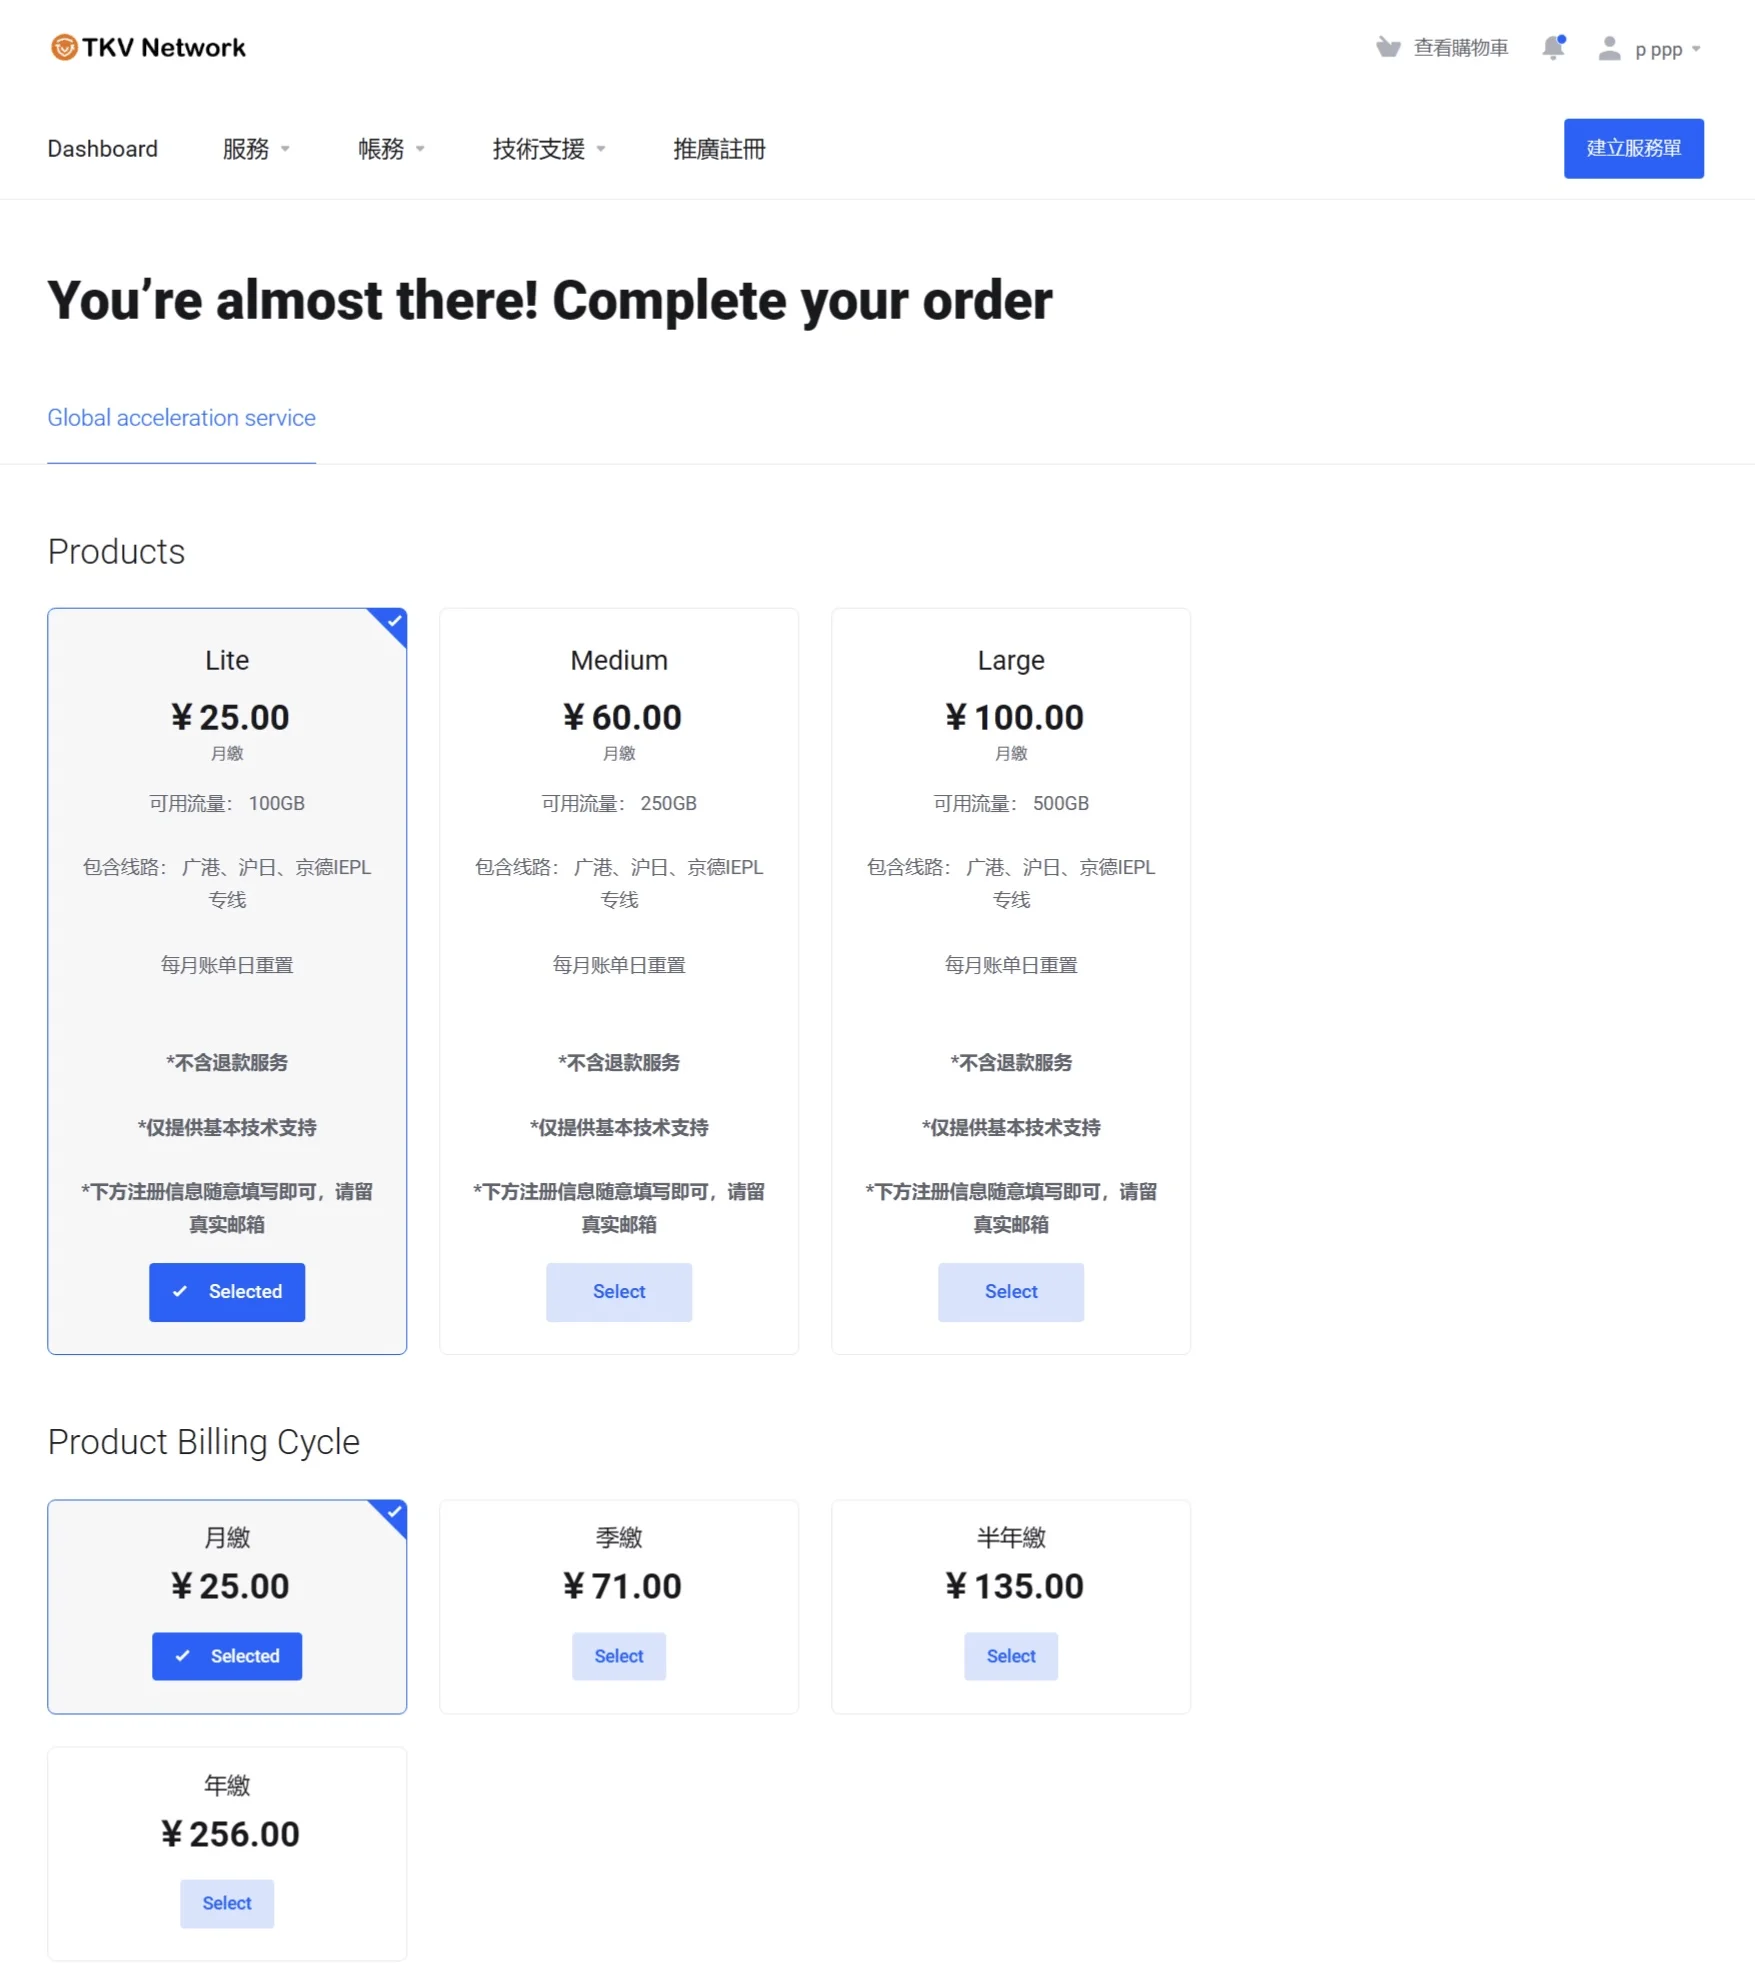 TKV Network
查看購物車
p ppp
Dashboard
服務
帳務
技術支援
推廣註冊
建立服務單
You’re almost there! Complete your order
Global acceleration service
Products
Lite
¥ 25.00
月繳
可用流量： 100GB
包含线路： 广港、沪日、京德IEPL
专线
每月账单日重置
*不含退款服务
*仅提供基本技术支持
*下方注册信息随意填写即可，请留
真实邮箱
Selected
Medium
¥ 60.00
月繳
可用流量： 250GB
包含线路： 广港、沪日、京德IEPL
专线
每月账单日重置
*不含退款服务
*仅提供基本技术支持
*下方注册信息随意填写即可，请留
真实邮箱
Select
Large
¥ 100.00
月繳
可用流量： 500GB
包含线路： 广港、沪日、京德IEPL
专线
每月账单日重置
*不含退款服务
*仅提供基本技术支持
*下方注册信息随意填写即可，请留
真实邮箱
Select
Product Billing Cycle
月繳
¥ 25.00
Selected
季繳
¥ 71.00
Select
半年繳
¥ 135.00
Select
年繳
¥ 256.00
Select